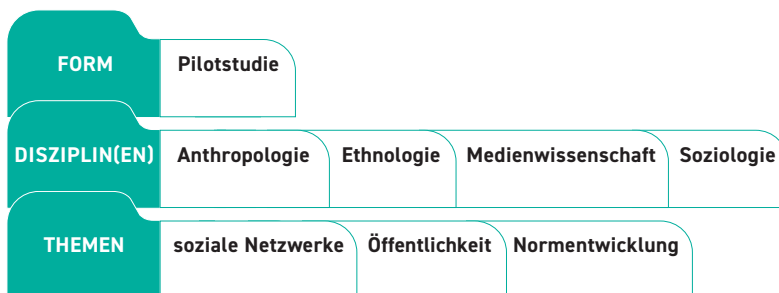 FORM Pilotstudie
DISZIPLIN(EN) Anthropologie Ethnologie Medienwissenschaft Soziologie
THEMEN soziale Netzwerke Öffentlichkeit Normentwicklung